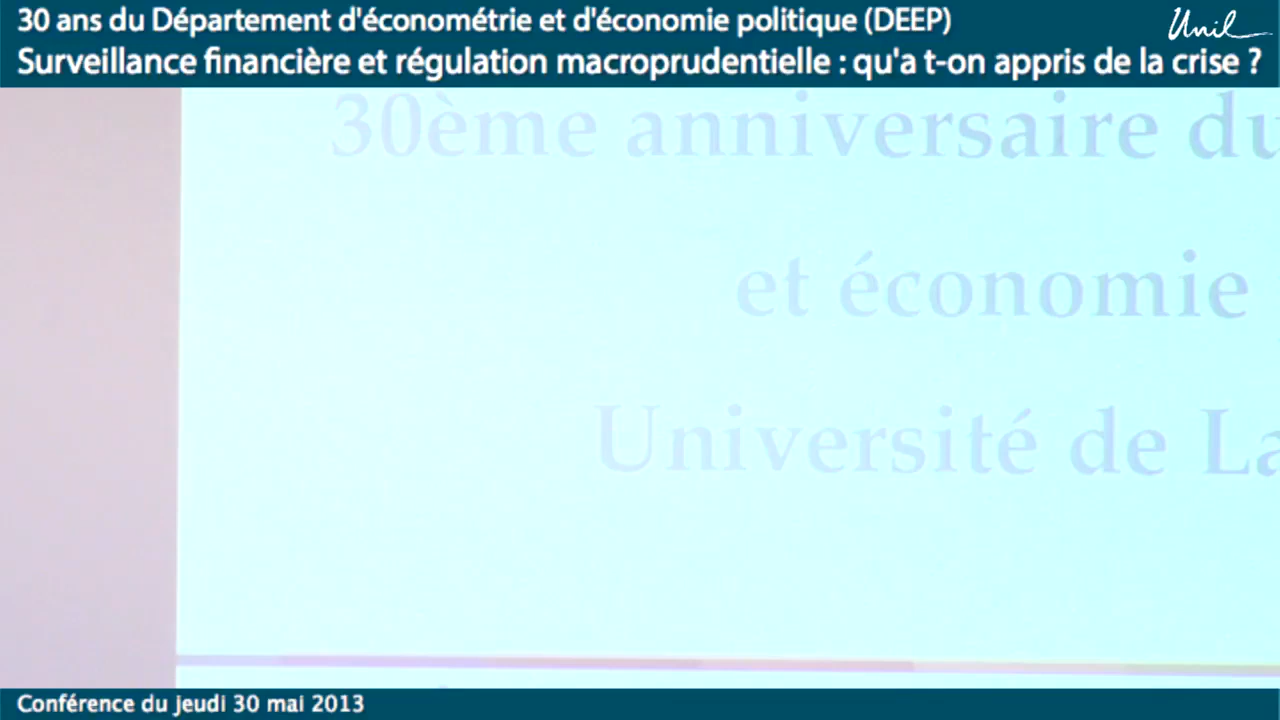 30 ans du Département d'économétrie et d'économie politique (DEEP)
Unil
Surveillance financière et régulation macroprudentielle : qu'a t-on appris de la crise ?
30ème anniversaire du
et économie
Université de La
Conférence du jeudi 30 mai 2013